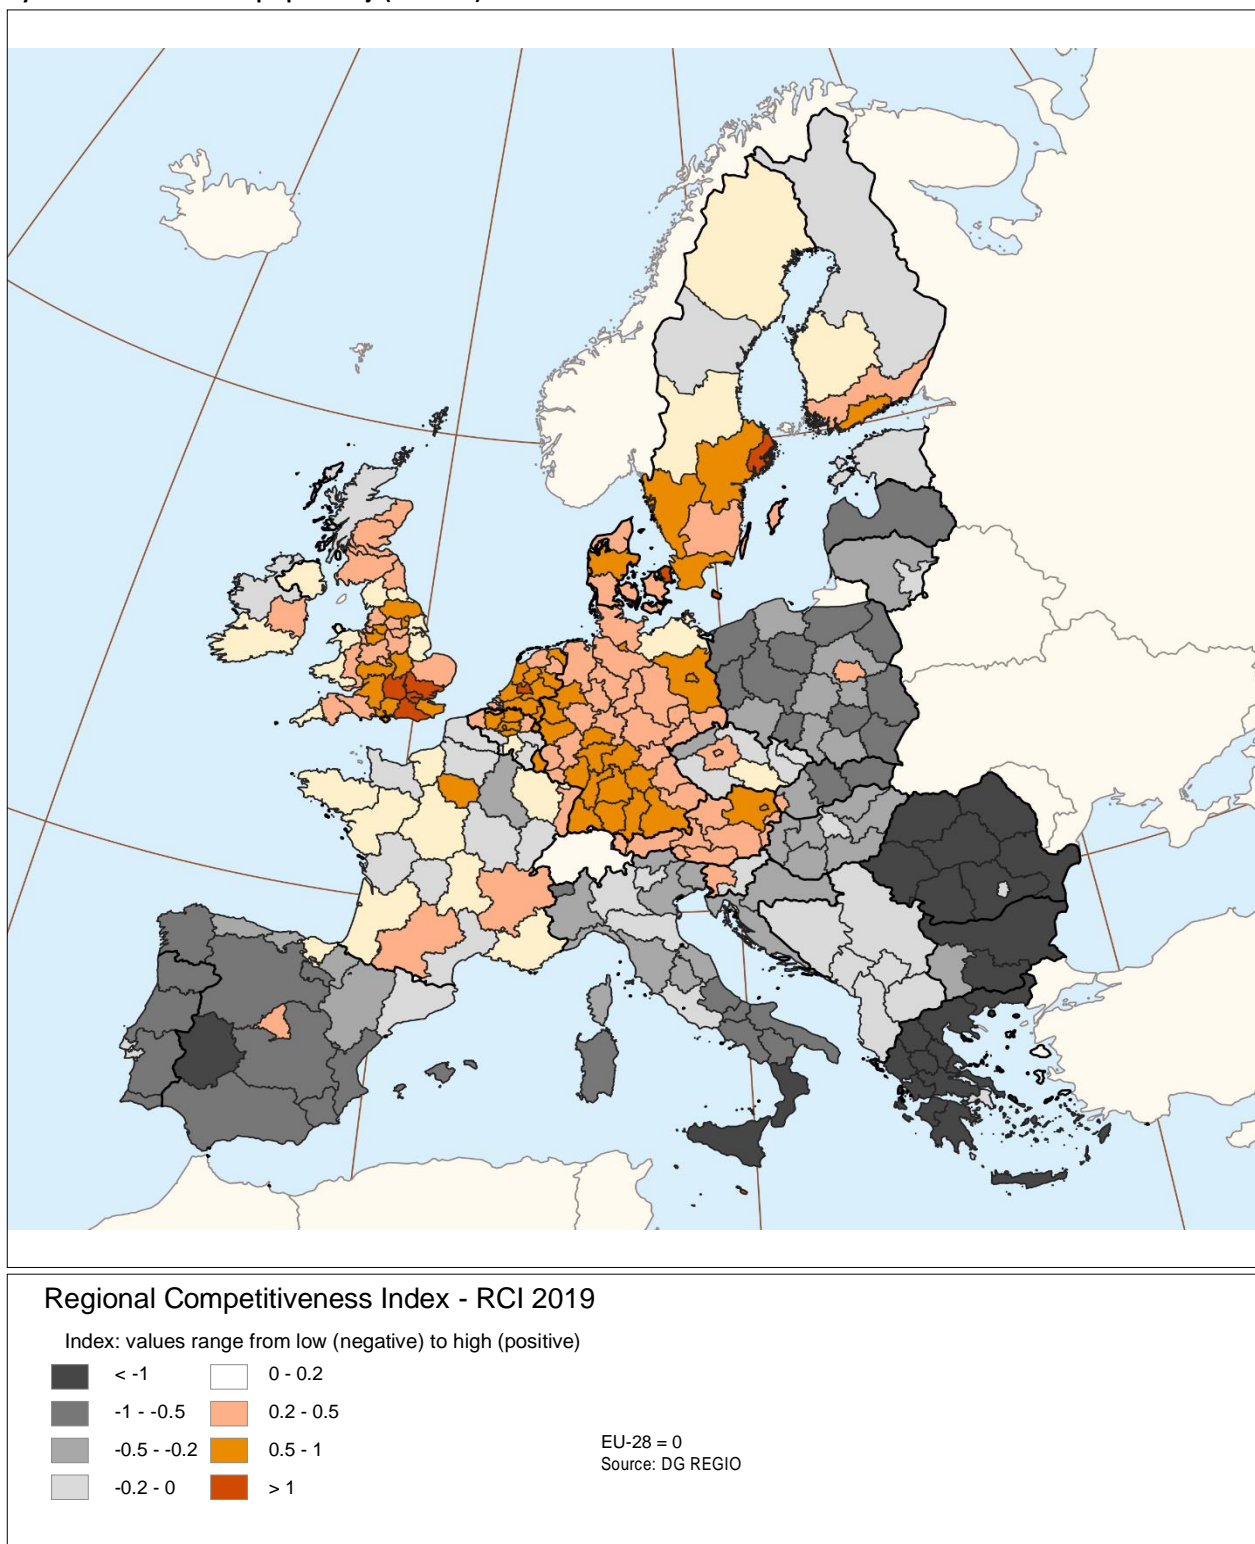 Regional Competitiveness Index - RCI 2019
Index: values range from low (negative) to high (positive)
< -1
0 - 0.2
-1 - -0.5
0.2 - 0.5
-0.5 - -0.2
0.5 - 1
-0.2 - 0
> 1
EU-28 = 0
Source: DG REGIO